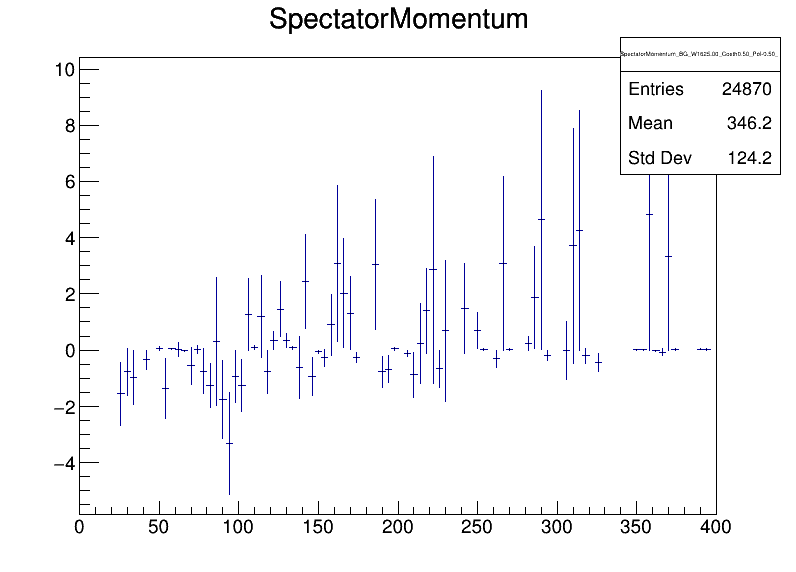 SpectatorMomentum
SpectatorMomentum_BG_W1625.00_Costh0.50_Pol-0.50_
Entries 24870
Mean 346.2
Std Dev 124.2
10
8
6
4
2
0
−2
−4
0 50 100 150 200 250 300 350 400